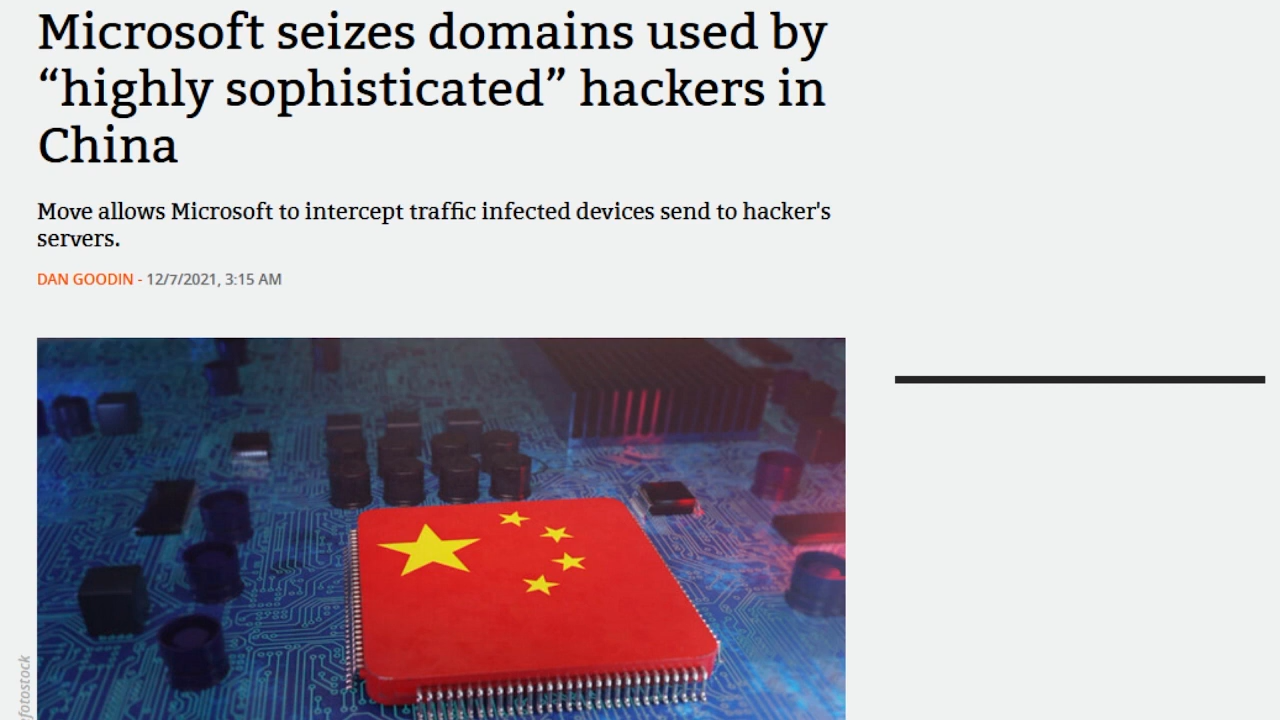 Microsoft seizes domains used by
“highly sophisticated” hackers in
China
Move allows Microsoft to intercept traffic infected devices send to hacker's
servers.
DAN GOODIN - 12/7/2021, 3:15 AM
fotostock